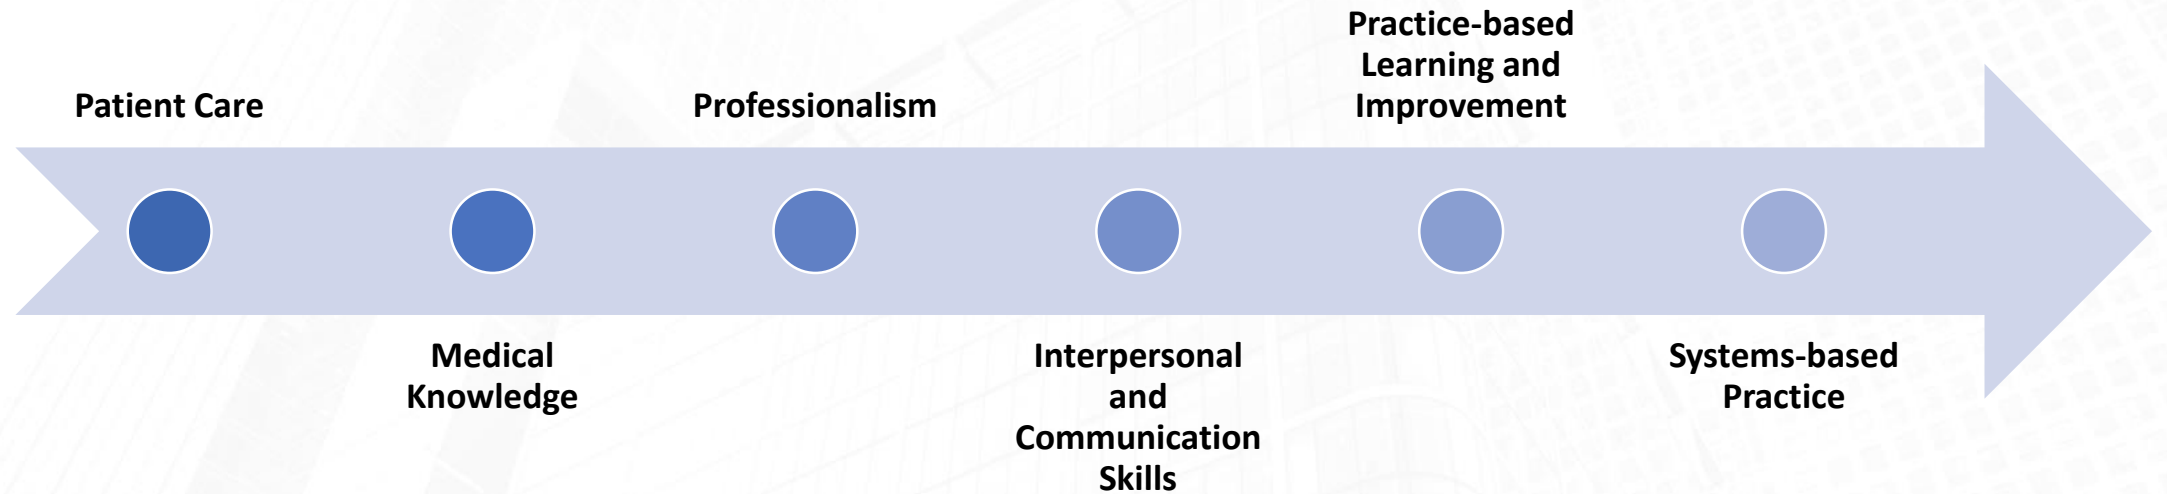 Patient Care
Medical
Knowledge
Professionalism
Interpersonal
and
Communication
Skills
Practice-based
Learning and
Improvement
Systems-based
Practice